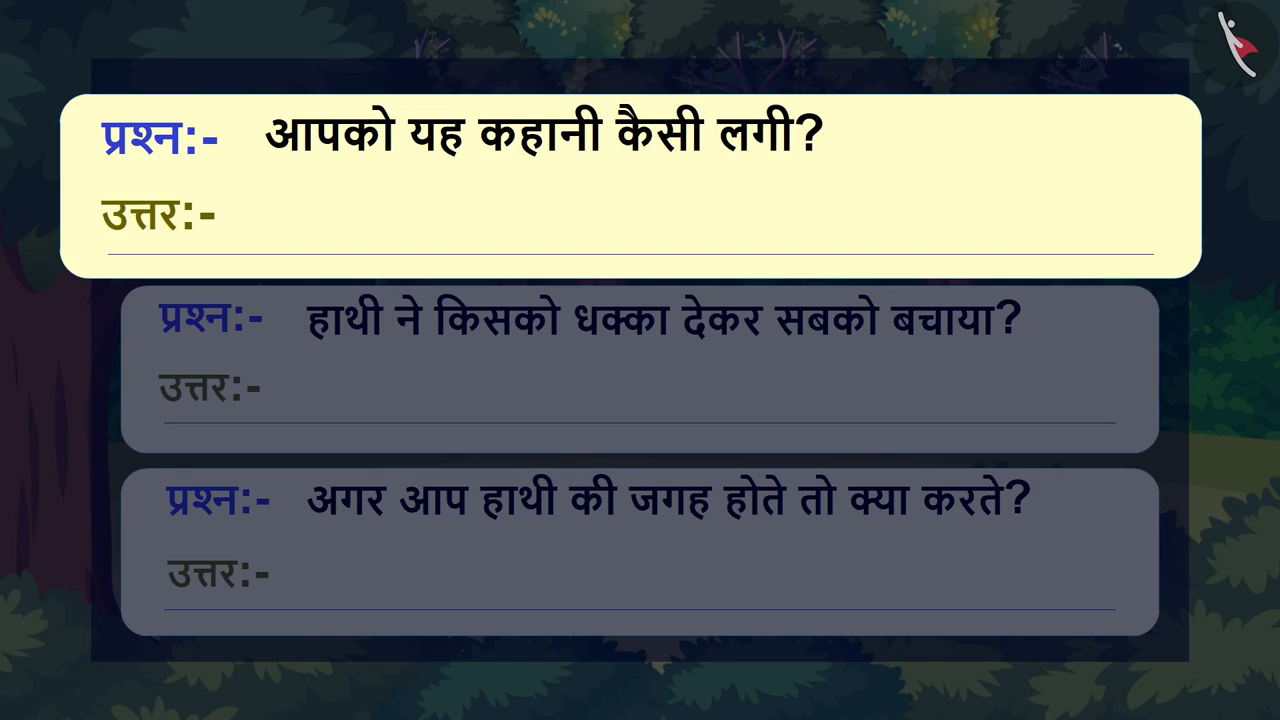 प्रश्न:- आपको यह कहानी कैसी लगी?
उत्तर:-
प्रश्न:- हाथी ने किसको धक्का देकर सबको बचाया?
उत्तर:-
प्रश्न:- अगर आप हाथी की जगह होते तो क्या करते?
उत्तर:-